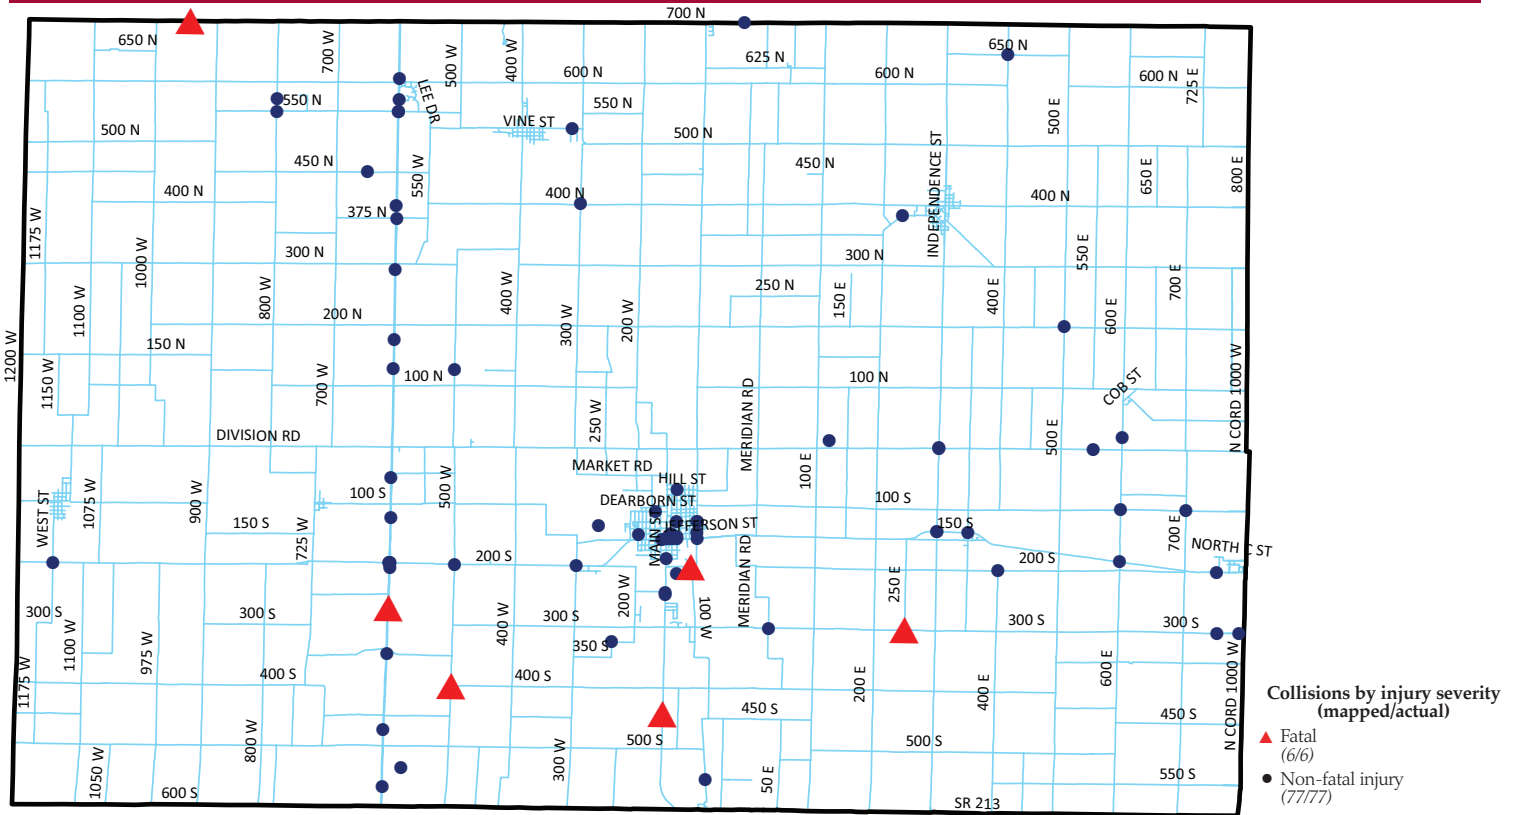 700 N
650 N
700 W
500 W
400 W
625 N
650 N
600 N
600 N
600 N
725 E
LEE DR
550 N
550 N
500 E
VINE ST
500 N
500 N
450 N
450 N
550 W
INDEPENDENCE ST
650 E
800 E
400 N
400 N
400 N
375 N
1175 W
1000 W
300 N
300 N
550 E
800 W
400 W
250 N
150 E
400 E
700 E
1100 W
200 N
300 W
200 W
600 E
1200 W
150 N
1150 W
700 W
100 N
100 N
MERIDIAN RD
COB ST
N CORD 1000 W
250 W
DIVISION RD
500 E
MARKET RD
100 E
HILL ST
500 W
100 S
DEARBORN ST
100 S
WEST ST
1075 W
900 W
150 S
725 W
MAIN ST
JEFFERSON ST
150 S
700 E
NORTH C ST
200 S
200 S
MERIDIAN RD
250 E
200 W
100 W
300 S
300 S
300 S
300 S
300 S
400 W
1100 W
975 W
350 S
1175 W
400 S
400 S
200 E
400 E
600 E
N CORD 1000 W
450 S
450 S
800 W
500 S
500 S
1050 W
300 W
50 E
550 S
600 S
SR 213
Collisions by injury severity
(mapped/actual)
Fatal
(6/6)
Non-fatal injury
(77/77)